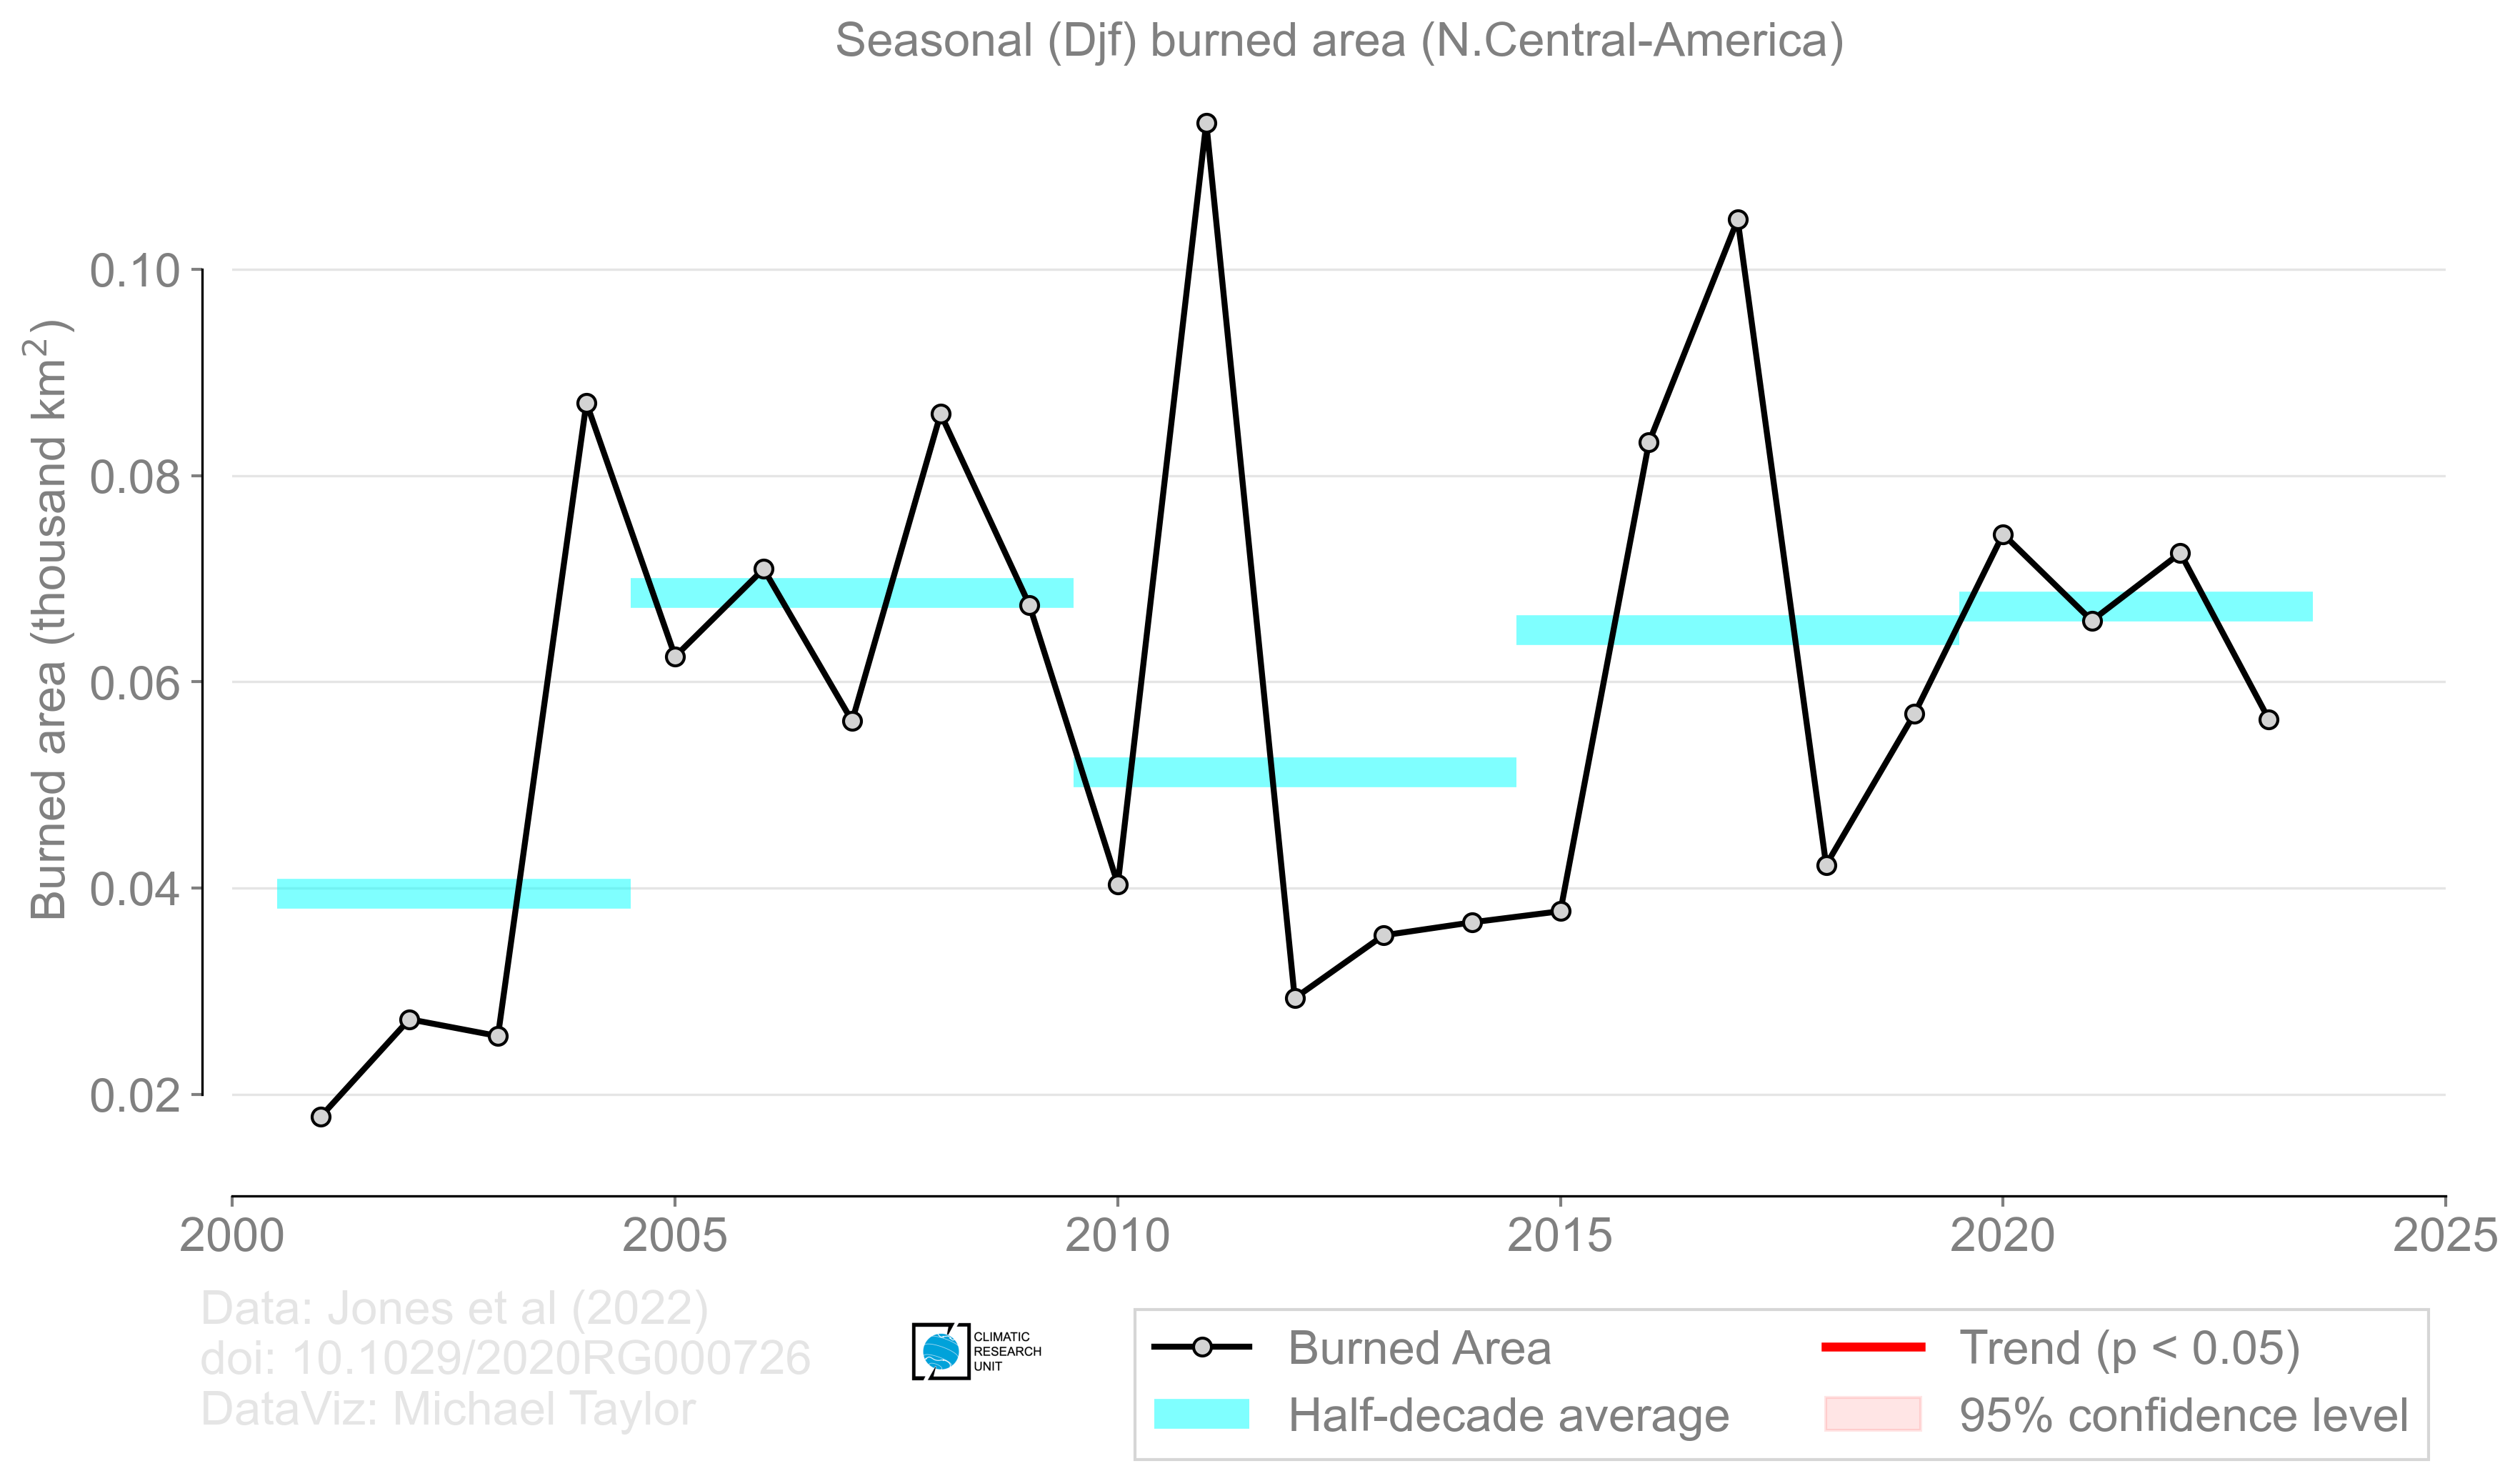 Seasonal (Djf) burned area (N.Central-America)
Burned area (thousand km²)
0.10
0.08
0.06
0.04
0.02
2000 2005 2010 2015 2020 2025
Data: Jones et al (2022)
doi: 10.1029/2020RG000726
DataViz: Michael Taylor
CLIMATIC
RESEARCH
UNIT
Burned Area
Half-decade average
Trend (p < 0.05)
95% confidence level